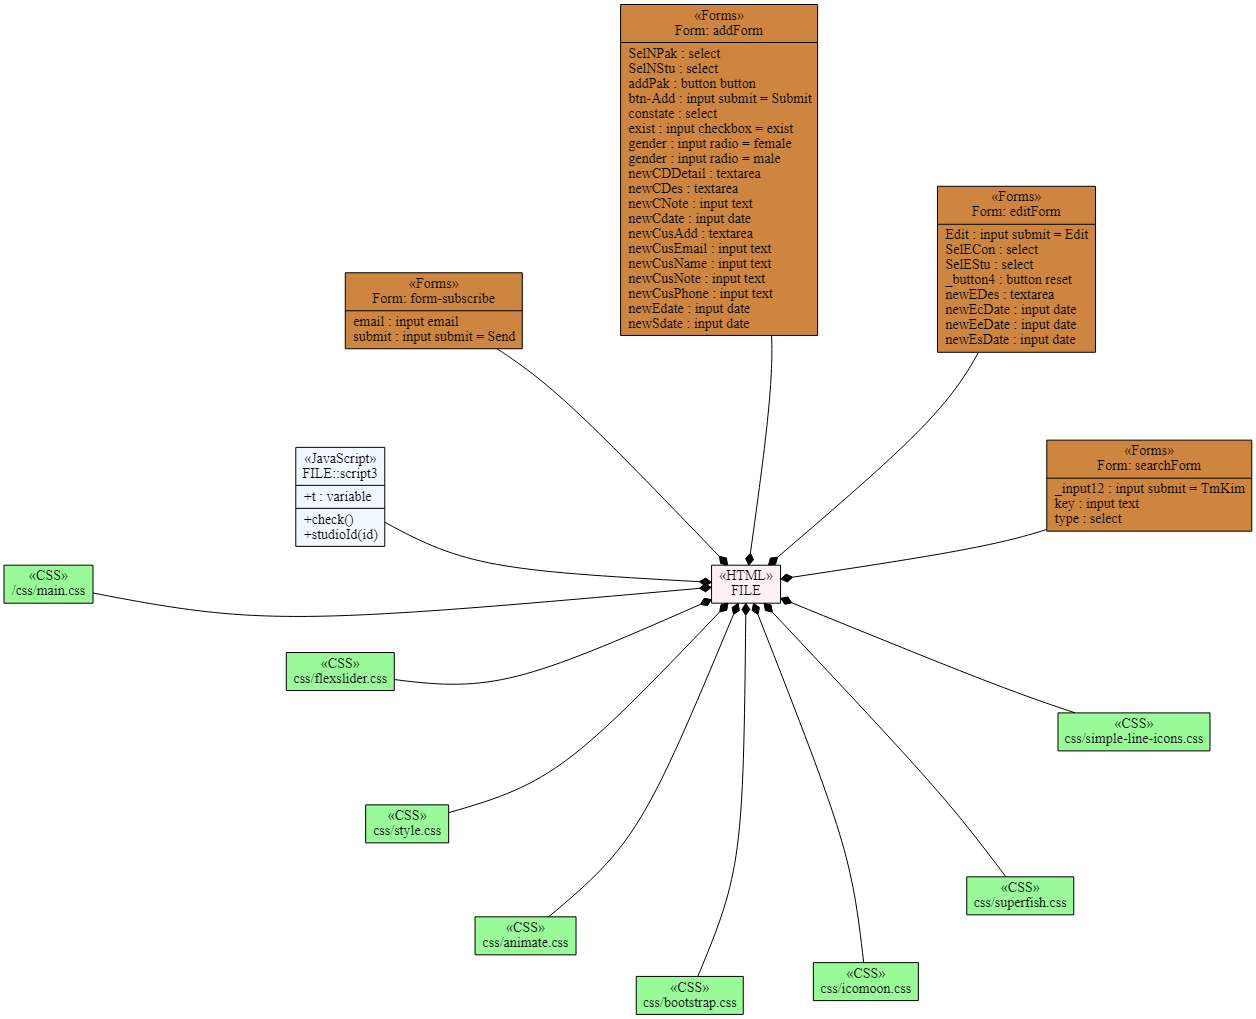 «Forms»
Form: addForm
SelNPak : select
SelNStu : select
addPak : button button
btn-Add : input submit = Submit
constate : select
exist : input checkbox = exist
gender : input radio = female
gender : input radio = male
newCDDetail : textarea
newCDes : textarea
newCNote : input text
newCdate : input date
newCusAdd : textarea
newCusEmail : input text
newCusName : input text
newCusNote : input text
newCusPhone : input text
newEdate : input date
newSdate : input date
«Forms»
Form: editForm
Edit : input submit = Edit
SelECon : select
SelEStu : select
_button4 : button reset
newEDes : textarea
newEcDate : input date
newEeDate : input date
newEsDate : input date
«Forms»
Form: form-subscribe
email : input email
submit : input submit = Send
«JavaScript»
FILE::script3
+t : variable
+check()
+studioId(id)
«Forms»
Form: searchForm
_input12 : input submit = TmKim
key : input text
type : select
«HTML»
FILE
«CSS»
/css/main.css
«CSS»
css/flexslider.css
«CSS»
css/simple-line-icons.css
«CSS»
css/style.css
«CSS»
css/superfish.css
«CSS»
css/animate.css
«CSS»
css/icomoon.css
«CSS»
css/bootstrap.css